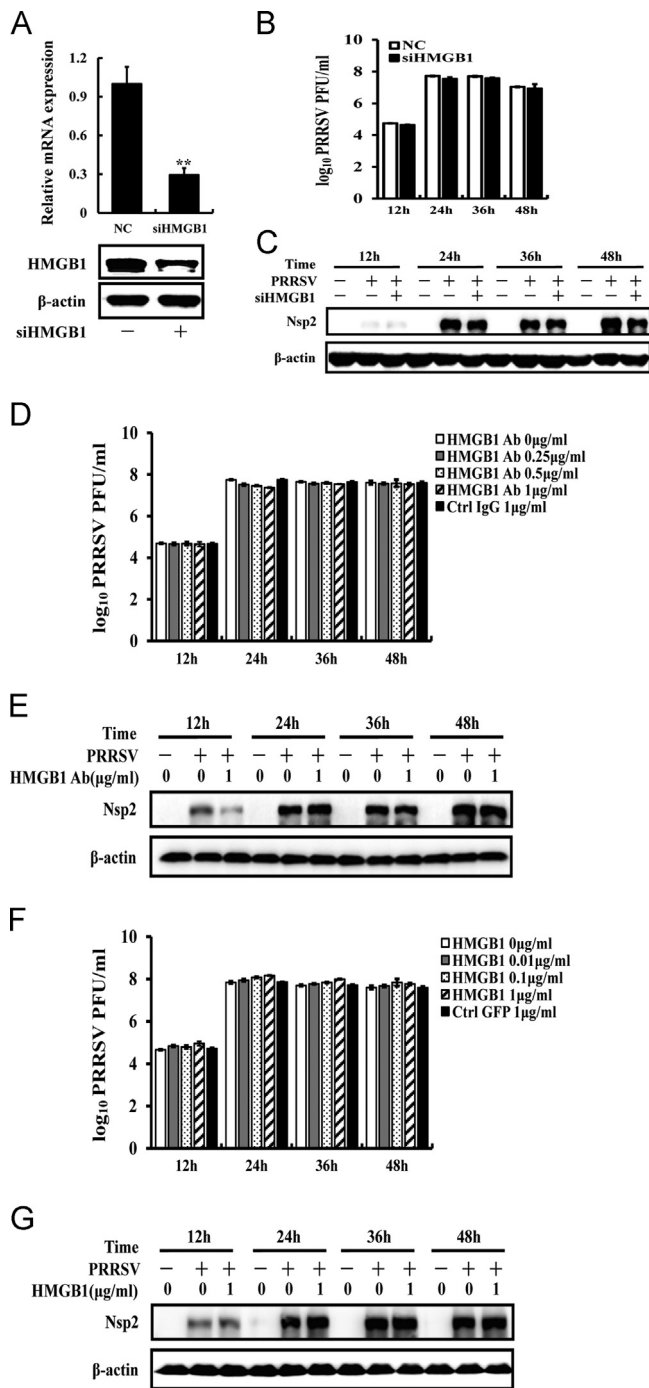 A
Relative mRNA expression
1.2
0.9
0.6
0.3
0
**
NC siHMGB1
HMGB1
β-actin
siHMGB1 — +
B
log10 PRRSV PFU/ml
10
8
6
4
2
0
NC
siHMGB1
12h 24h 36h 48h
C
Time 12h 24h 36h 48h
PRRSV — + + — + + — + + — + +
siHMGB1 — — + — — + — — + — — +
Nsp2
β-actin
D
log10 PRRSV PFU/ml
10
8
6
4
2
0
HMGB1 Ab 0μg/ml
HMGB1 Ab 0.25μg/ml
HMGB1 Ab 0.5μg/ml
HMGB1 Ab 1μg/ml
Ctrl IgG 1μg/ml
12h 24h 36h 48h
E
Time 12h 24h 36h 48h
PRRSV — + + — + + — + + — + +
HMGB1 Ab(μg/ml) 0 0 1 0 0 1 0 0 1 0 0 1
Nsp2
β-actin
F
log10 PRRSV PFU/ml
10
8
6
4
2
0
HMGB1 0μg/ml
HMGB1 0.01μg/ml
HMGB1 0.1μg/ml
HMGB1 1μg/ml
Ctrl GFP 1μg/ml
12h 24h 36h 48h
G
Time 12h 24h 36h 48h
PRRSV — + + — + + — + + — + +
HMGB1(μg/ml) 0 0 1 0 0 1 0 0 1 0 0 1
Nsp2
β-actin